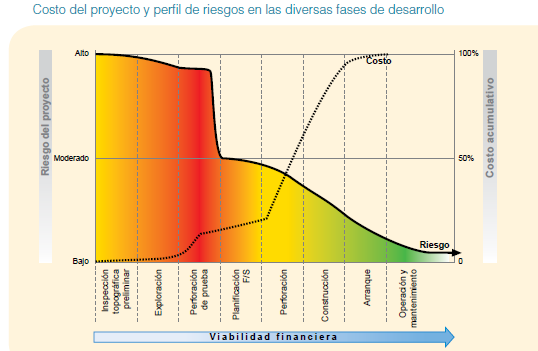 Costo del proyecto y perfil de riesgos en las diversas fases de desarrollo
Alto
Moderado
Bajo
Riesgo del proyecto
Costo
Riesgo
100%
50%
0
Costo acumulativo
Inspección
topográfica
preliminar
Exploración
Perforación
de prueba
Planificación
F/S
Perforación
Construcción
Arranque
Operación y
mantenimiento
Viabilidad financiera